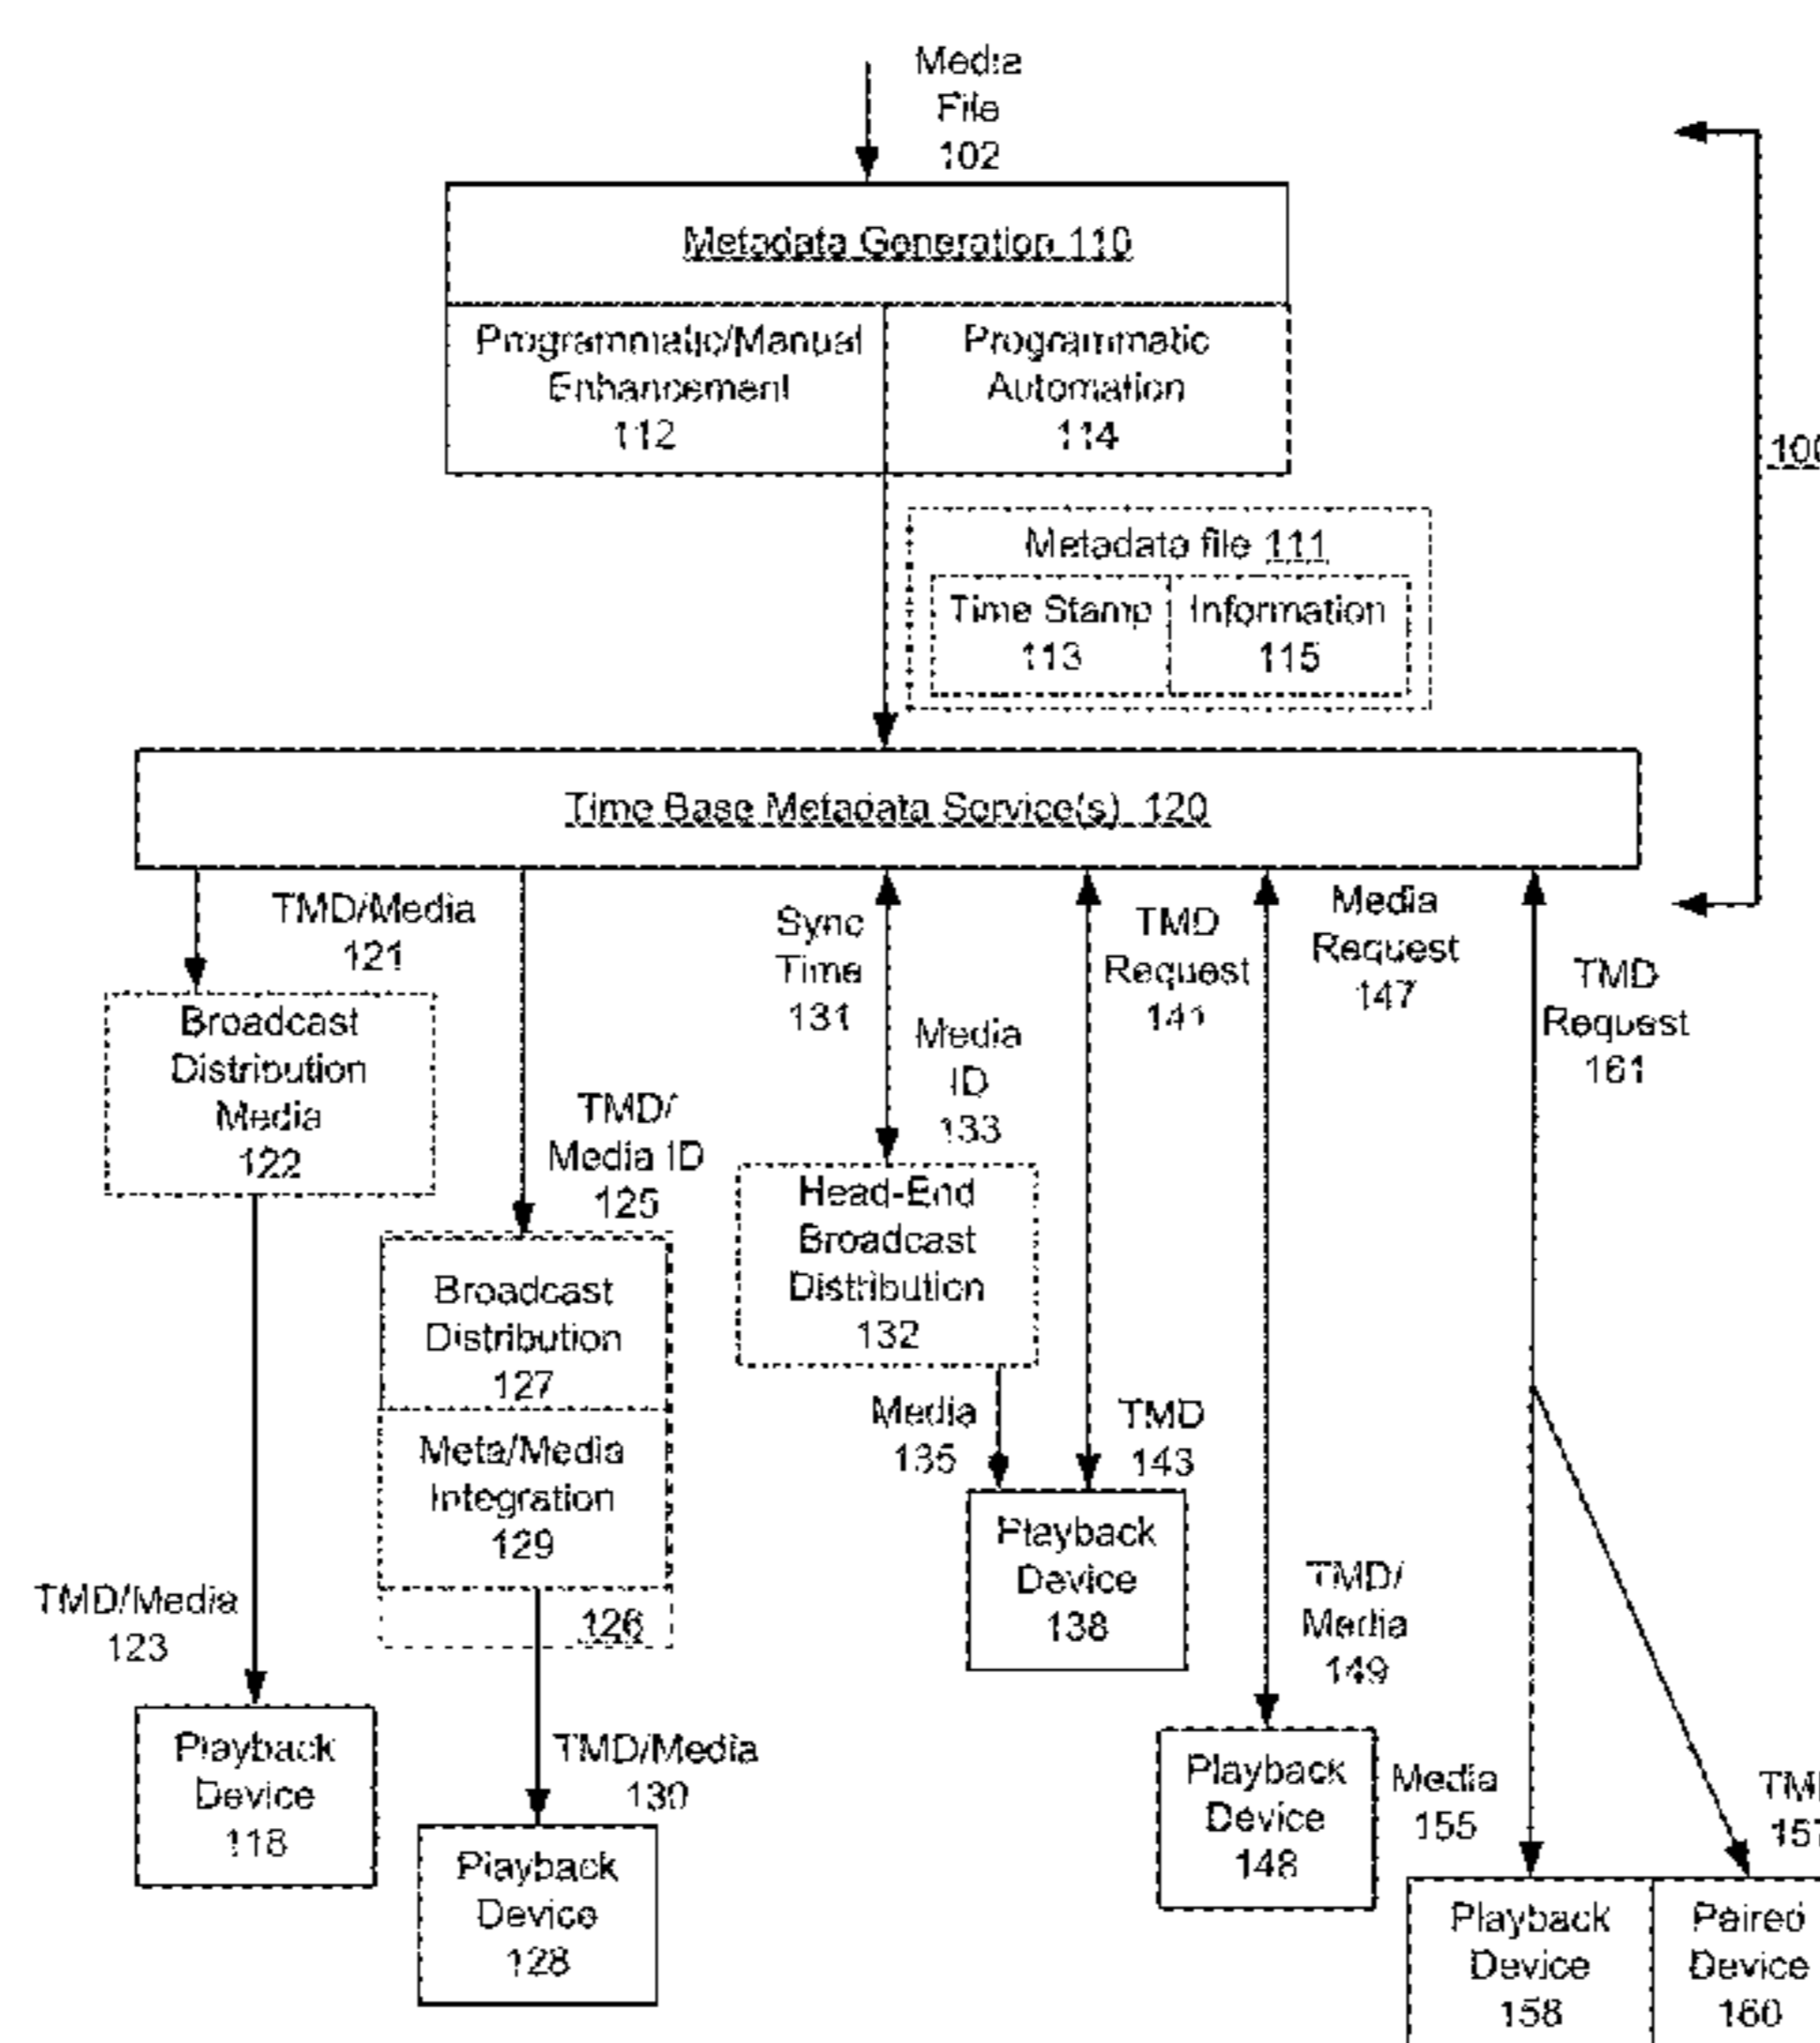 Media
File
102
Metadata Generation 110
Programmatic/Manual
Enhancement
112
Programmatic
Automation
114
100
Metadata file 111
Time Stamp
113
Information
115
Time Base Metadata Service(s) 120
TMD/Media
121
Broadcast
Distribution
Media
122
TMD/
Media ID
125
Sync
Time
131
Media
ID
133
TMD
Request
141
Media
Request
147
TMD
Request
161
Head-End
Broadcast
Distribution
132
Broadcast
Distribution
127
Meta/Media
Integration
129
126
Media
135
TMD
143
Playback
Device
138
TMD/Media
123
TMD/
Media
149
Playback
Device
118
TMD/Media
130
Playback
Device
128
Playback
Device
148
Media
155
157
Playback
Device
158
Paired
Device
160